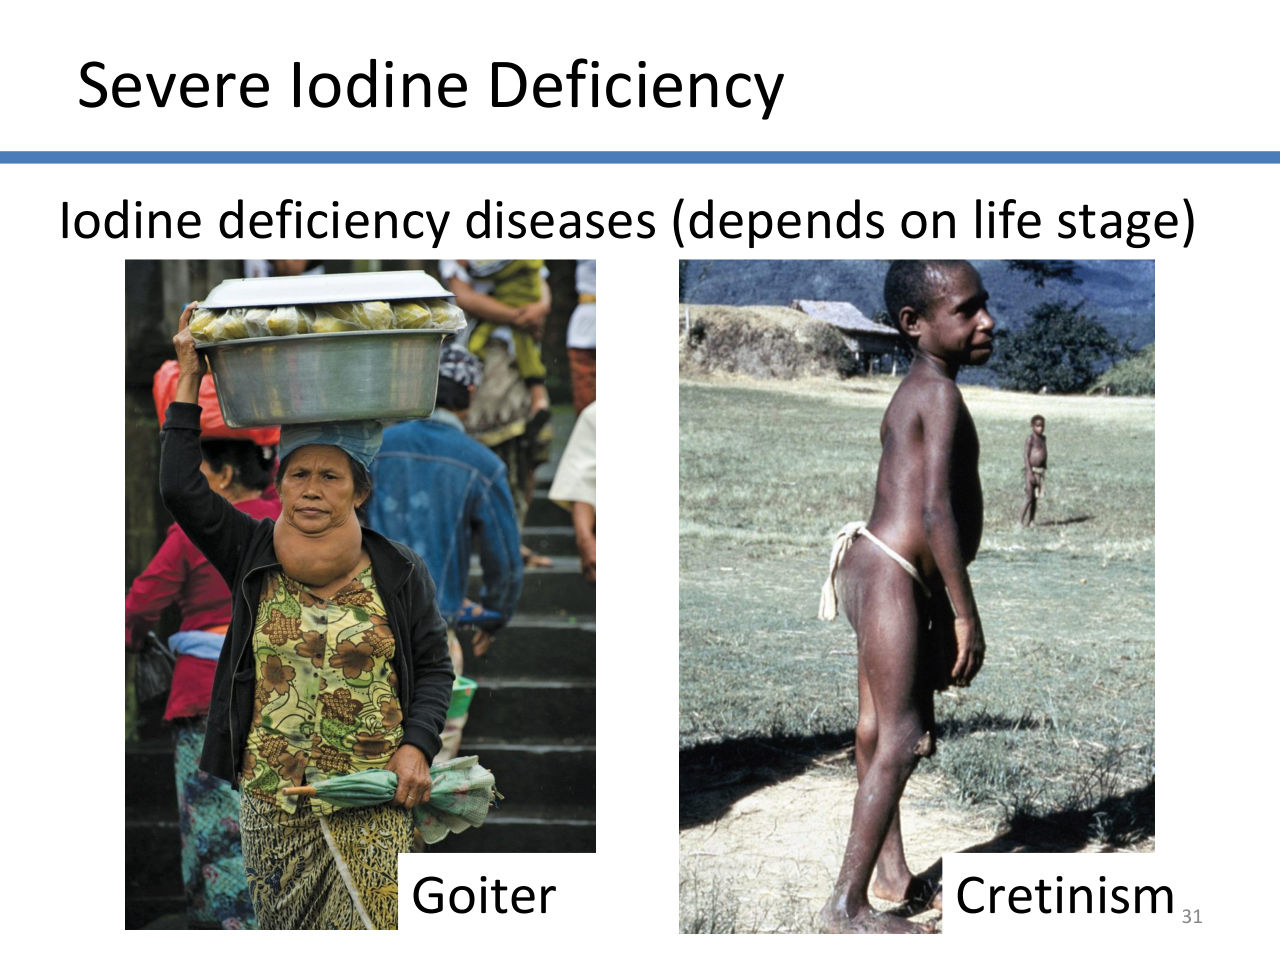 Severe Iodine Deficiency
Iodine deficiency diseases (depends on life stage)
Goiter
Cretinism
31